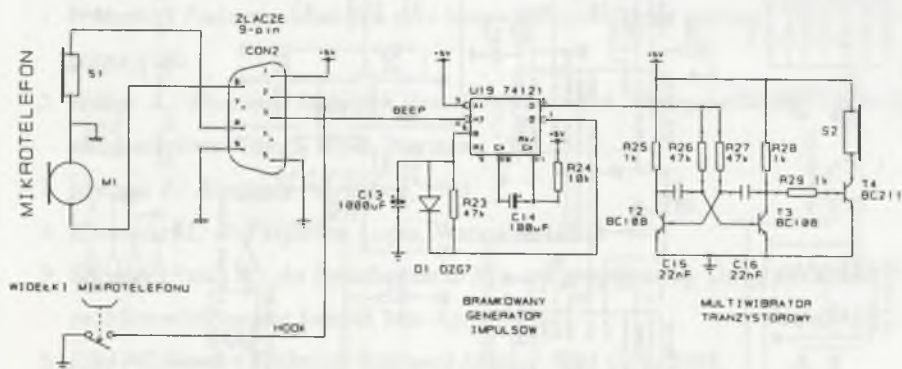 ZLACZE
9-pin
CON2
MIKROTELEFON
S1
M1
+5V
BEEP
U19 74121
+5V
R24
10k
C13
1000uF
R23
47k
C14
100uF
D1 DZG7
+5V
R25
1k
R26
47k
R27
47k
R28
1k
R29 1k
S2
T4
BC211
T2
BC108
T3
BC108
C15
22nF
C16
22nF
WIDEŁKI MIKROTELEFONU
HOOK
BRAMKOWANY
GENERATOR
IMPULSOW
MULTIWIBRATOR
TRANZYSTOROWY